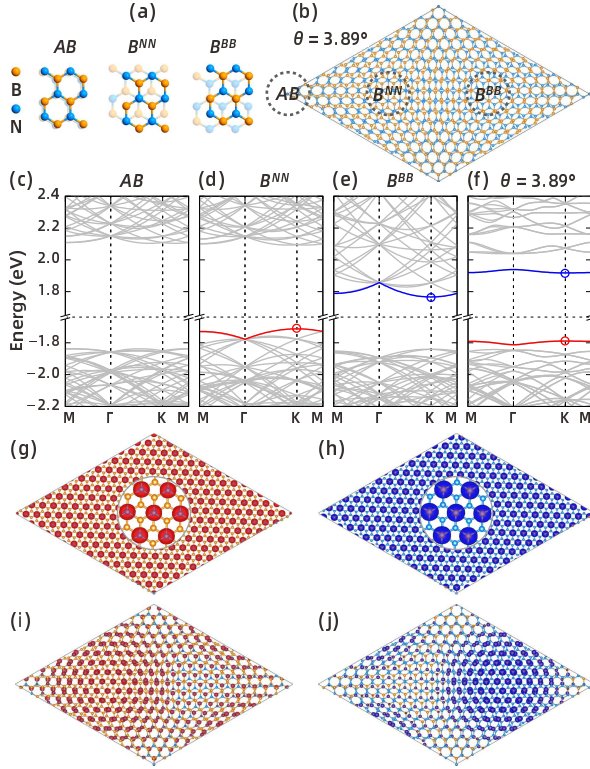 (a)
AB
B^NN
B^BB
B
N
(b)
θ = 3.89°
AB
B^NN
B^BB
(c)
AB
(d)
B^NN
(e)
B^BB
(f)
θ = 3.89°
Energy (eV)
2.4
2.2
2.0
1.8
−1.8
−2.0
−2.2
M Γ K M
M Γ K M
M Γ K M
M Γ K M
(g)
(h)
(i)
(j)